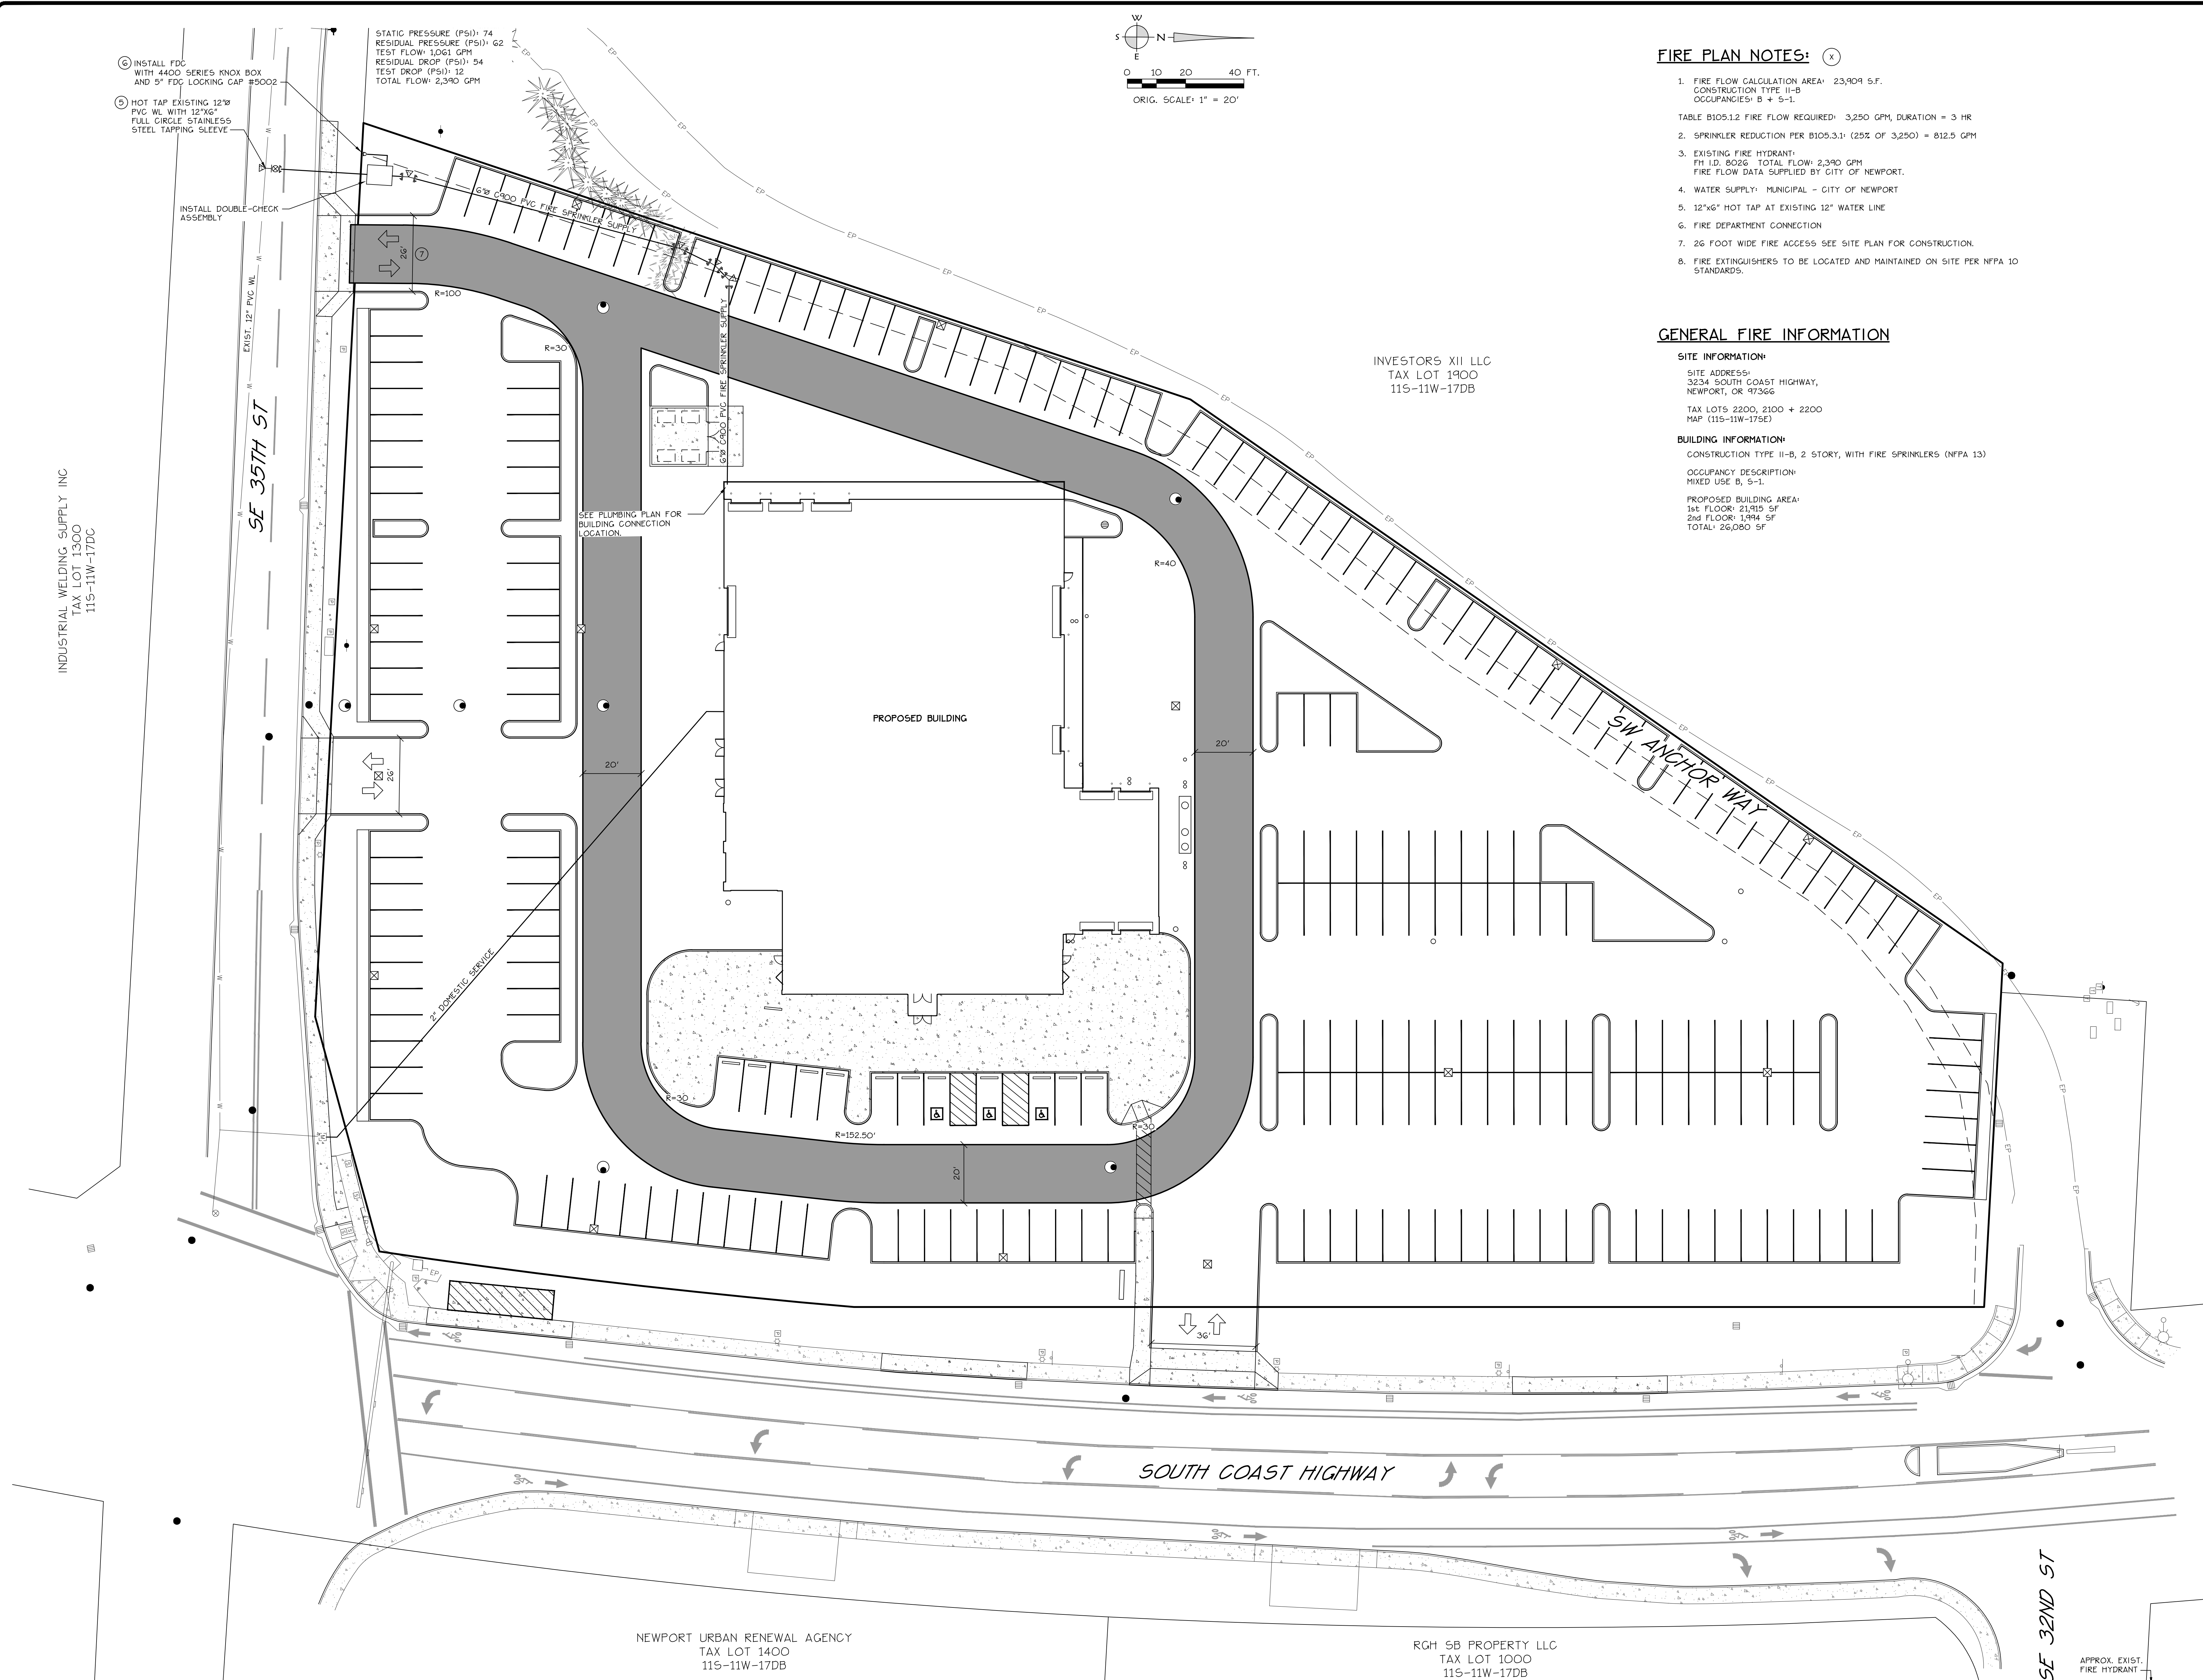 STATIC PRESSURE (PSI): 74
RESIDUAL PRESSURE (PSI): 62
TEST FLOW: 1,061 GPM
RESIDUAL DROP (PSI): 54
TEST DROP (PSI): 12
TOTAL FLOW: 2,390 GPM
6 INSTALL FDC
WITH 4400 SERIES KNOX BOX
AND 5" FDC LOCKING CAP #5002
5 HOT TAP EXISTING 12"Ø
PVC WL WITH 12"X6"
FULL CIRCLE STAINLESS
STEEL TAPPING SLEEVE
INSTALL DOUBLE-CHECK
ASSEMBLY
W
S N
E
0 10 20 40 FT.
ORIG. SCALE: 1" = 20'
FIRE PLAN NOTES: X
1. FIRE FLOW CALCULATION AREA: 23,909 S.F.
CONSTRUCTION TYPE II-B
OCCUPANCIES: B + S-1.
TABLE B105.1.2 FIRE FLOW REQUIRED: 3,250 GPM, DURATION = 3 HR
2. SPRINKLER REDUCTION PER B105.3.1: (25% OF 3,250) = 812.5 GPM
3. EXISTING FIRE HYDRANT:
FH I.D. 8026 TOTAL FLOW: 2,390 GPM
FIRE FLOW DATA SUPPLIED BY CITY OF NEWPORT.
4. WATER SUPPLY: MUNICIPAL - CITY OF NEWPORT
5. 12"x6" HOT TAP AT EXISTING 12" WATER LINE
6. FIRE DEPARTMENT CONNECTION
7. 26 FOOT WIDE FIRE ACCESS SEE SITE PLAN FOR CONSTRUCTION.
8. FIRE EXTINGUISHERS TO BE LOCATED AND MAINTAINED ON SITE PER NFPA 10
STANDARDS.
GENERAL FIRE INFORMATION
SITE INFORMATION:
SITE ADDRESS:
3234 SOUTH COAST HIGHWAY,
NEWPORT, OR 97366
TAX LOTS 2200, 2100 + 2200
MAP (11S-11W-17SE)
BUILDING INFORMATION:
CONSTRUCTION TYPE II-B, 2 STORY, WITH FIRE SPRINKLERS (NFPA 13)
OCCUPANCY DESCRIPTION:
MIXED USE B, S-1.
PROPOSED BUILDING AREA:
1st FLOOR: 21,915 SF
2nd FLOOR: 1,994 SF
TOTAL: 26,080 SF
6"Ø C900 PVC FIRE SPRINKLER SUPPLY
26'
7
R=100
R=30
6"Ø C900 PVC FIRE SPRINKLER SUPPLY
EXIST. 12" PVC WL
SE 35TH ST
INDUSTRIAL WELDING SUPPLY INC
TAX LOT 1300
11S-11W-17DC
INVESTORS XII LLC
TAX LOT 1900
11S-11W-17DB
SEE PLUMBING PLAN FOR
BUILDING CONNECTION
LOCATION.
R=40
PROPOSED BUILDING
20'
20'
26'
SW ANCHOR WAY
2" DOMESTIC SERVICE
R=30
R=152.50'
R=30
20'
36'
SOUTH COAST HIGHWAY
SE 32ND ST
NEWPORT URBAN RENEWAL AGENCY
TAX LOT 1400
11S-11W-17DB
RGH SB PROPERTY LLC
TAX LOT 1000
11S-11W-17DB
APPROX. EXIST.
FIRE HYDRANT